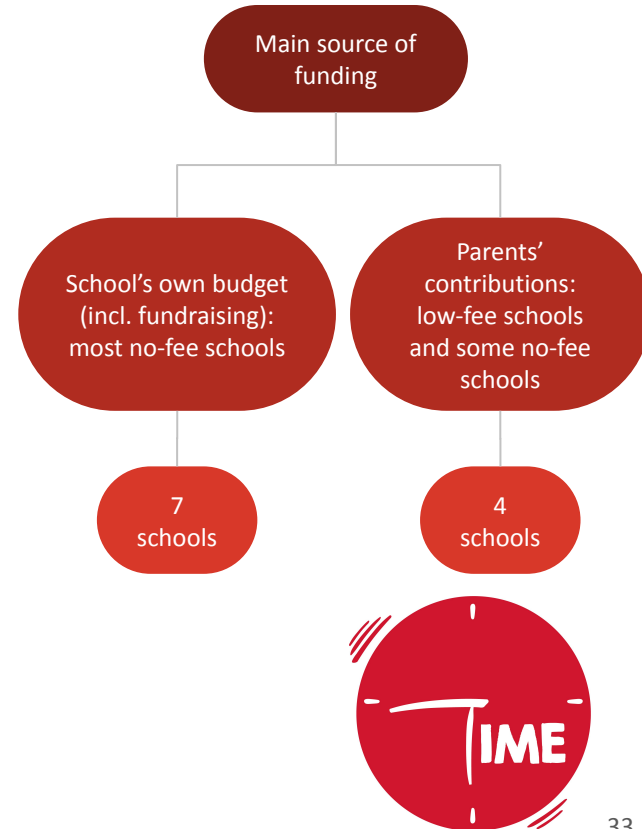 Main source of
funding
School's own budget
(incl. fundraising):
most no-fee schools
Parents'
contributions:
low-fee schools
and some no-fee
schools
7
schools
4
schools
TIME
33